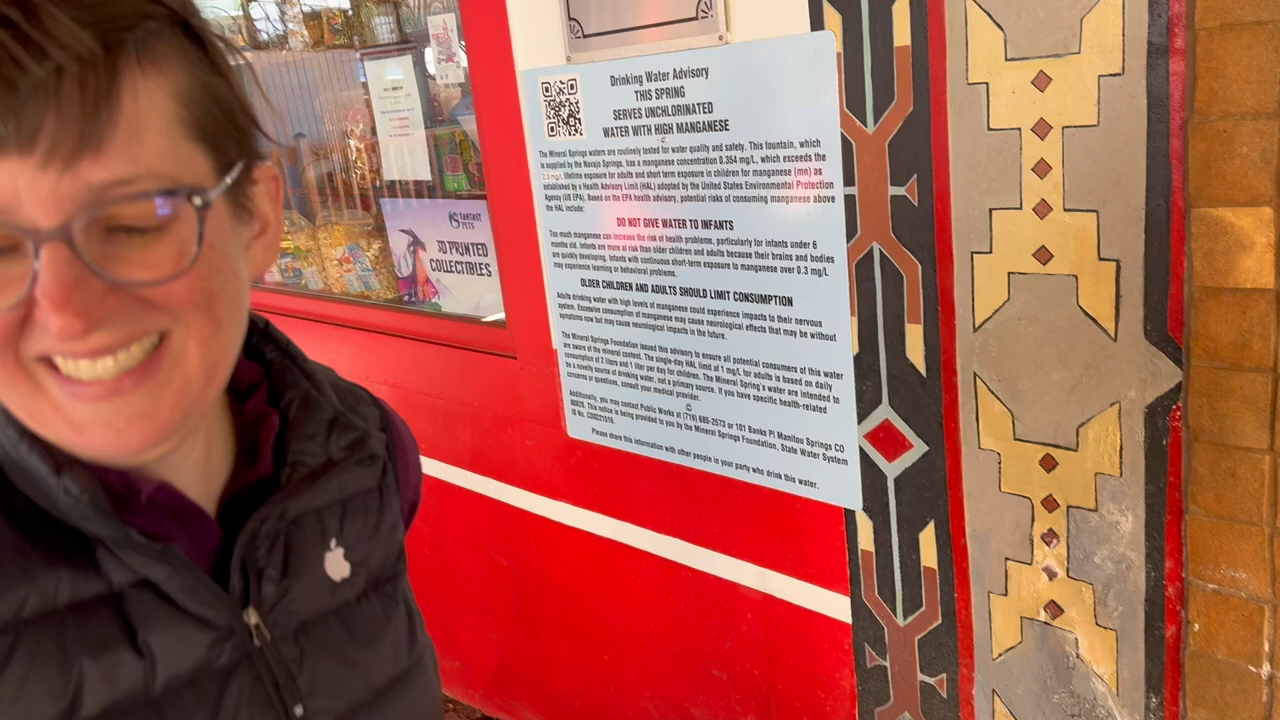 FANTAST
PETS
3D PRINTED
COLLECTIBLES
Drinking Water Advisory
THIS SPRING
SERVES UNCHLORINATED
WATER WITH HIGH MANGANESE
The Mineral Springs waters are routinely tested for water quality and safety. This fountain, which
is supplied by the Navajo Springs, has a manganese concentration 0.354 mg/L, which exceeds the
0.3 mg/L lifetime exposure for adults and short term exposure in children for manganese (mn) as
established by a Health Advisory Limit (HAL) adopted by the United States Environmental Protection
Agency (US EPA). Based on the EPA health advisory, potential risks of consuming manganese above
the HAL include:
DO NOT GIVE WATER TO INFANTS
Too much manganese can increase the risk of health problems, particularly for infants under 6
months old. Infants are more at risk than older children and adults because their brains and bodies
are quickly developing. Infants with continuous short-term exposure to manganese over 0.3 mg/L
may experience learning or behavioral problems.
OLDER CHILDREN AND ADULTS SHOULD LIMIT CONSUMPTION
Adults drinking water with high levels of manganese could experience impacts to their nervous
system. Excessive consumption of manganese may cause neurological effects that may be without
symptoms now but may cause neurological impacts in the future.
The Mineral Springs Foundation issued this advisory to ensure all potential consumers of this water
are aware of the mineral content. The single-day HAL limit of 1 mg/L for adults is based on daily
consumption of 2 liters and 1 liter per day for children. The Mineral Spring's water are intended to
be a novelty source of drinking water, not a primary source. If you have specific health-related
concerns or questions, consult your medical provider.
Additionally, you may contact Public Works at (719) 685-2573 or 101 Banks Pl Manitou Springs CO
80829. This notice is being provided to you by the Mineral Springs Foundation, State Water System
IS No. CO0221516.
Please share this information with other people in your party who drink this water.